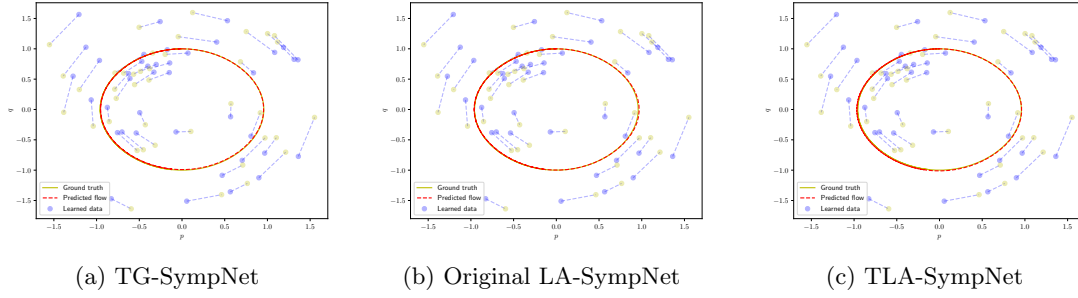 1.5
1.0
0.5
0.0
−0.5
−1.0
−1.5
q
Ground truth
Predicted flow
Learned data
−1.5 −1.0 −0.5 0.0 0.5 1.0 1.5
p
(a) TG-SympNet
1.5
1.0
0.5
0.0
−0.5
−1.0
−1.5
q
Ground truth
Predicted flow
Learned data
−1.5 −1.0 −0.5 0.0 0.5 1.0 1.5
p
(b) Original LA-SympNet
1.5
1.0
0.5
0.0
−0.5
−1.0
−1.5
q
Ground truth
Predicted flow
Learned data
−1.5 −1.0 −0.5 0.0 0.5 1.0 1.5
p
(c) TLA-SympNet